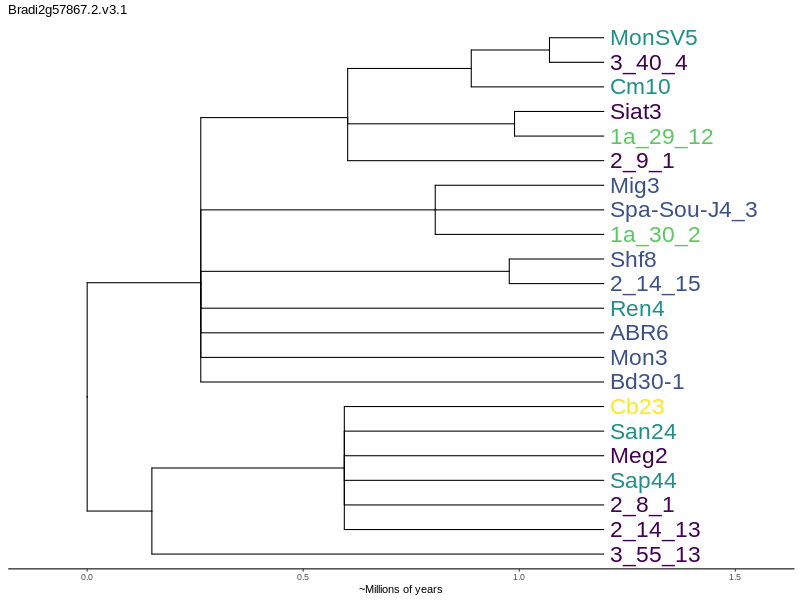 Bradi2g57867.2.v3.1
MonSV5
3_40_4
Cm10
Siat3
1a_29_12
2_9_1
Mig3
Spa-Sou-J4_3
1a_30_2
Shf8
2_14_15
Ren4
ABR6
Mon3
Bd30-1
Cb23
San24
Meg2
Sap44
2_8_1
2_14_13
3_55_13
0.0 0.5 1.0 1.5
~Millions of years